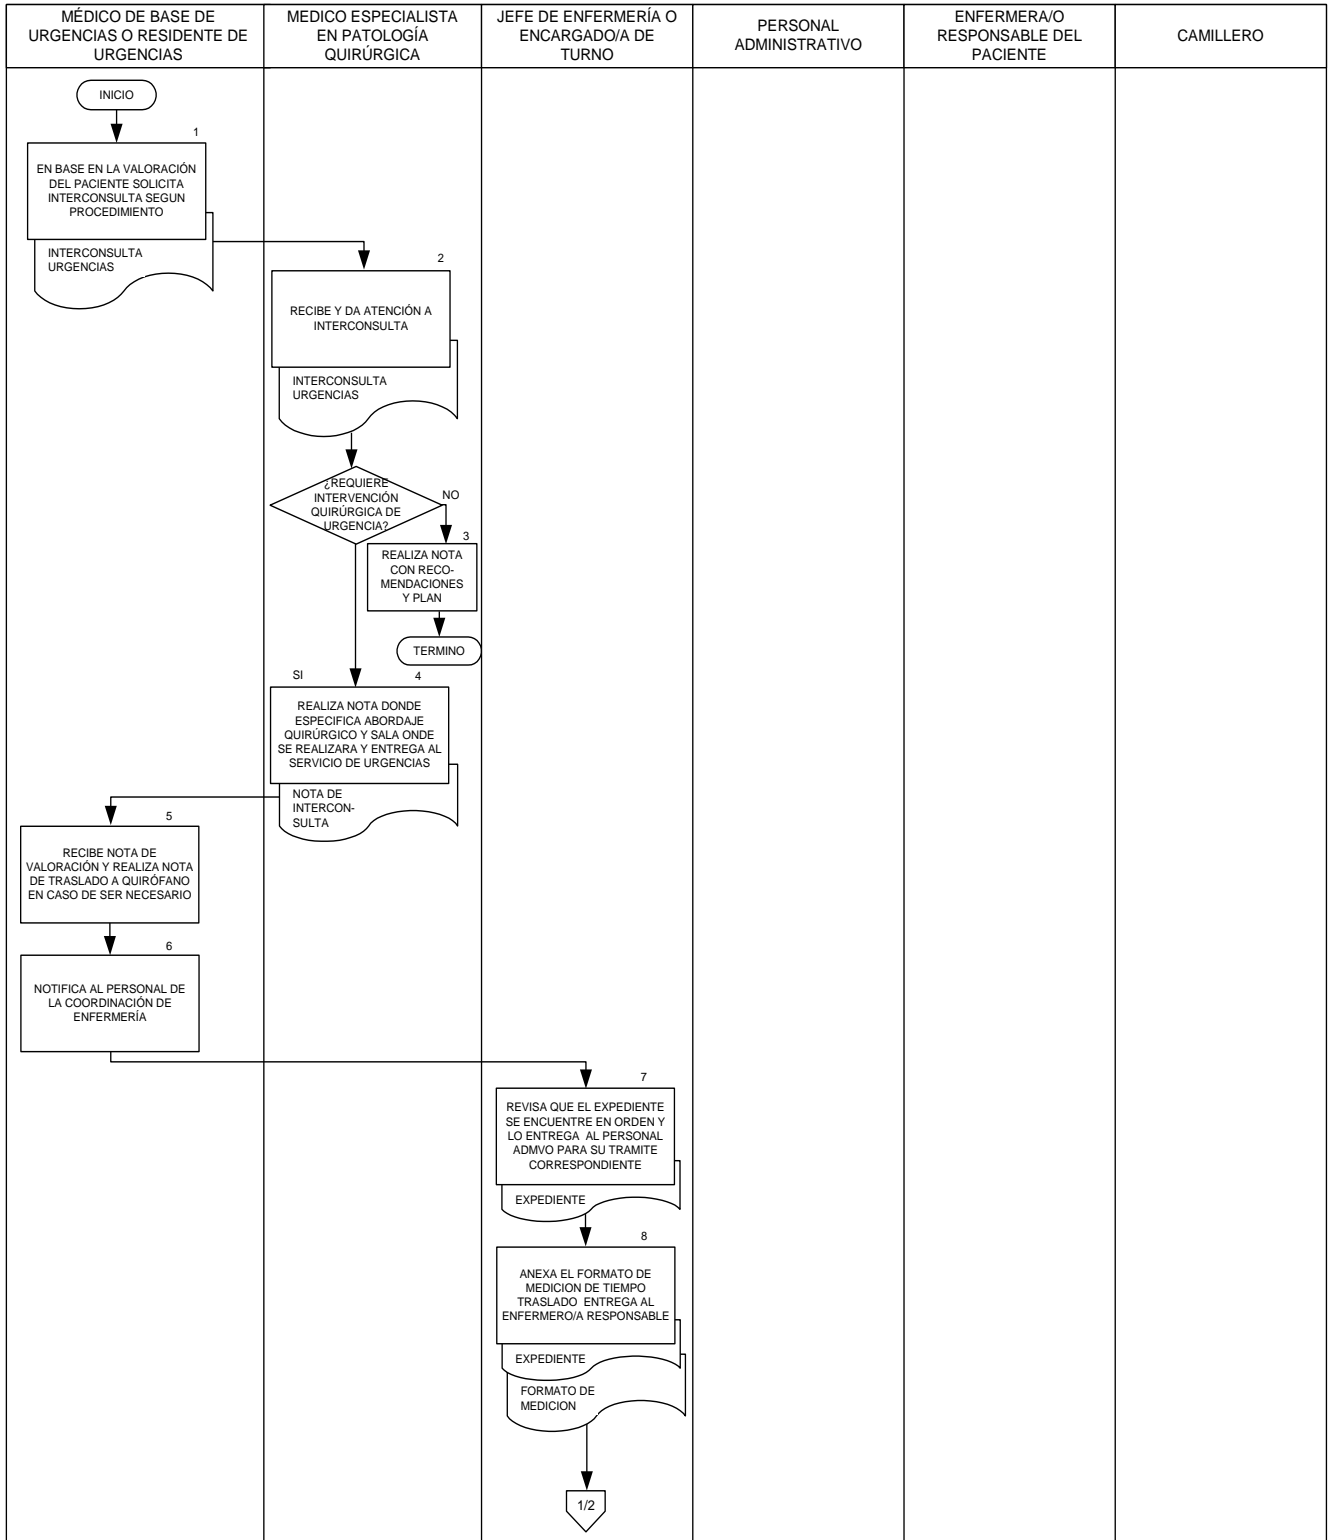 MÉDICO DE BASE DE
URGENCIAS O RESIDENTE DE
URGENCIAS
MEDICO ESPECIALISTA
EN PATOLOGÍA
QUIRÚRGICA
JEFE DE ENFERMERÍA O
ENCARGADO/A DE
TURNO
PERSONAL
ADMINISTRATIVO
ENFERMERA/O
RESPONSABLE DEL
PACIENTE
CAMILLERO
INICIO
1
EN BASE EN LA VALORACIÓN
DEL PACIENTE SOLICITA
INTERCONSULTA SEGUN
PROCEDIMIENTO
INTERCONSULTA
URGENCIAS
2
RECIBE Y DA ATENCIÓN A
INTERCONSULTA
INTERCONSULTA
URGENCIAS
¿REQUIERE
INTERVENCIÓN
QUIRÚRGICA DE
URGENCIA?
NO
3
REALIZA NOTA
CON RECO-
MENDACIONES
Y PLAN
TERMINO
SI
4
REALIZA NOTA DONDE
ESPECIFICA ABORDAJE
QUIRÚRGICO Y SALA ONDE
SE REALIZARA Y ENTREGA AL
SERVICIO DE URGENCIAS
NOTA DE
INTERCON-
SULTA
5
RECIBE NOTA DE
VALORACIÓN Y REALIZA NOTA
DE TRASLADO A QUIRÓFANO
EN CASO DE SER NECESARIO
6
NOTIFICA AL PERSONAL DE
LA COORDINACIÓN DE
ENFERMERÍA
7
REVISA QUE EL EXPEDIENTE
SE ENCUENTRE EN ORDEN Y
LO ENTREGA AL PERSONAL
ADMVO PARA SU TRAMITE
CORRESPONDIENTE
EXPEDIENTE
8
ANEXA EL FORMATO DE
MEDICION DE TIEMPO
TRASLADO ENTREGA AL
ENFERMERO/A RESPONSABLE
EXPEDIENTE
FORMATO DE
MEDICION
1/2